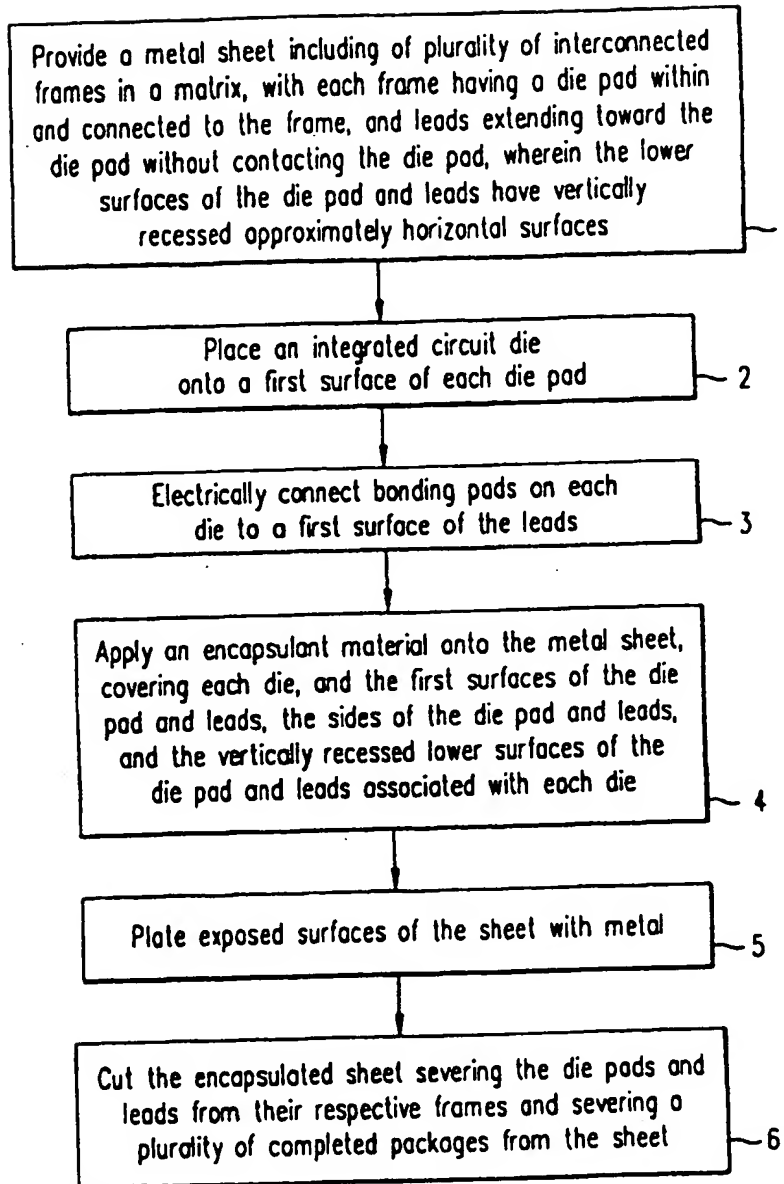 Provide a metal sheet including of plurality of interconnected
frames in a matrix, with each frame having a die pad within
and connected to the frame, and leads extending toward the
die pad without contacting the die pad, wherein the lower
surfaces of the die pad and leads have vertically
recessed approximately horizontal surfaces
Place an integrated circuit die
onto a first surface of each die pad
2
Electrically connect bonding pads on each
die to a first surface of the leads
3
Apply an encapsulant material onto the metal sheet,
covering each die, and the first surfaces of the die
pad and leads, the sides of the die pad and leads,
and the vertically recessed lower surfaces of the
die pad and leads associated with each die
4
Plate exposed surfaces of the sheet with metal
5
Cut the encapsulated sheet severing the die pads and
leads from their respective frames and severing a
plurality of completed packages from the sheet
6